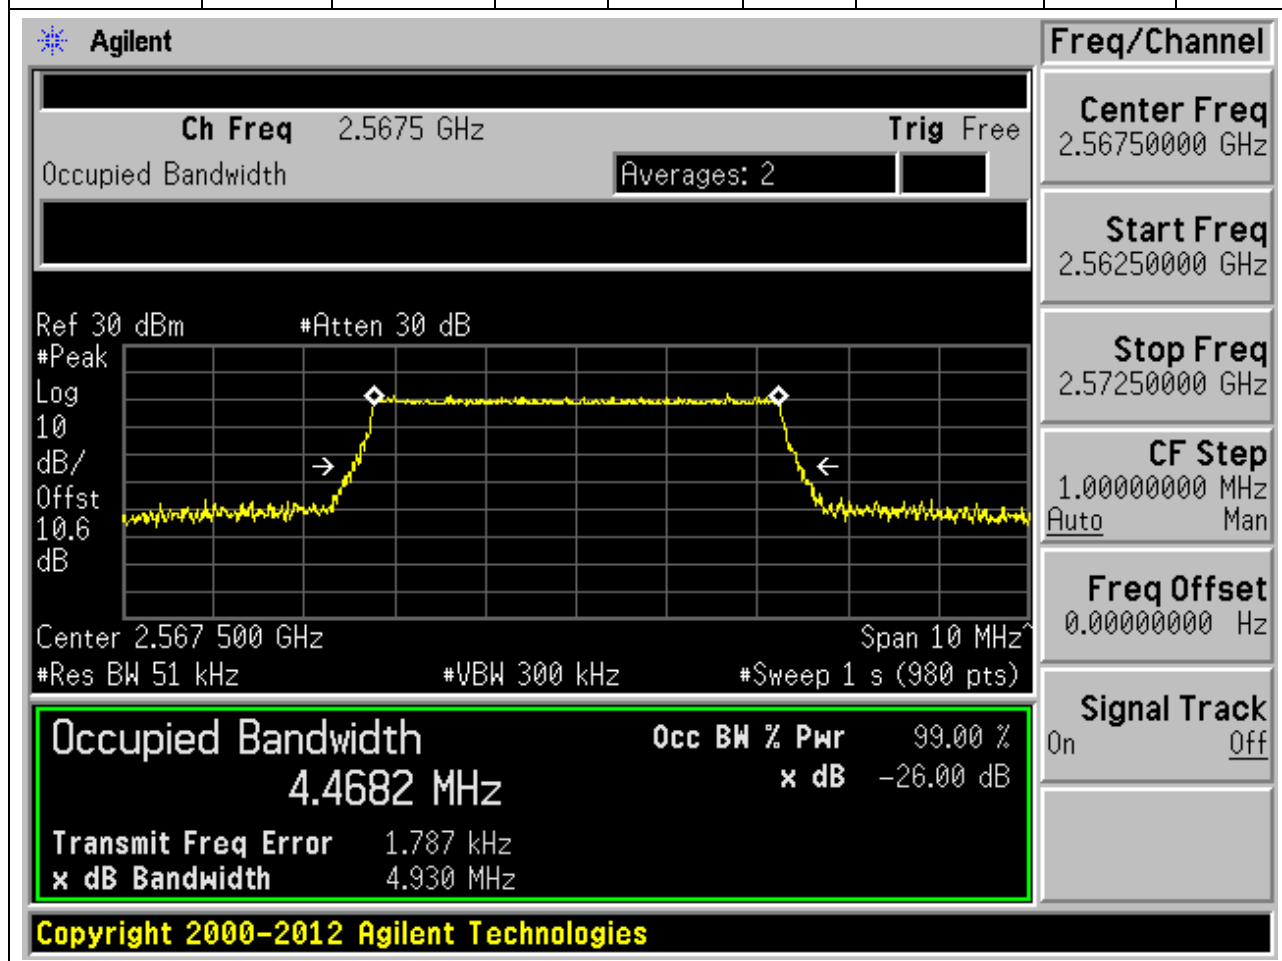 Agilent
Freq/Channel
Ch Freq 2.5675 GHz Trig Free
Occupied Bandwidth Averages: 2
Center Freq
2.56750000 GHz
Start Freq
2.56250000 GHz
Stop Freq
2.57250000 GHz
CF Step
1.00000000 MHz
Auto Man
Freq Offset
0.00000000 Hz
Signal Track
On Off
Ref 30 dBm #Atten 30 dB
#Peak
Log
10
dB/
Offst
10.6
dB
Center 2.567 500 GHz Span 10 MHz^
#Res BW 51 kHz #VBW 300 kHz #Sweep 1 s (980 pts)
Occupied Bandwidth Occ BW % Pwr 99.00 %
4.4682 MHz x dB -26.00 dB
Transmit Freq Error 1.787 kHz
x dB Bandwidth 4.930 MHz
Copyright 2000-2012 Agilent Technologies